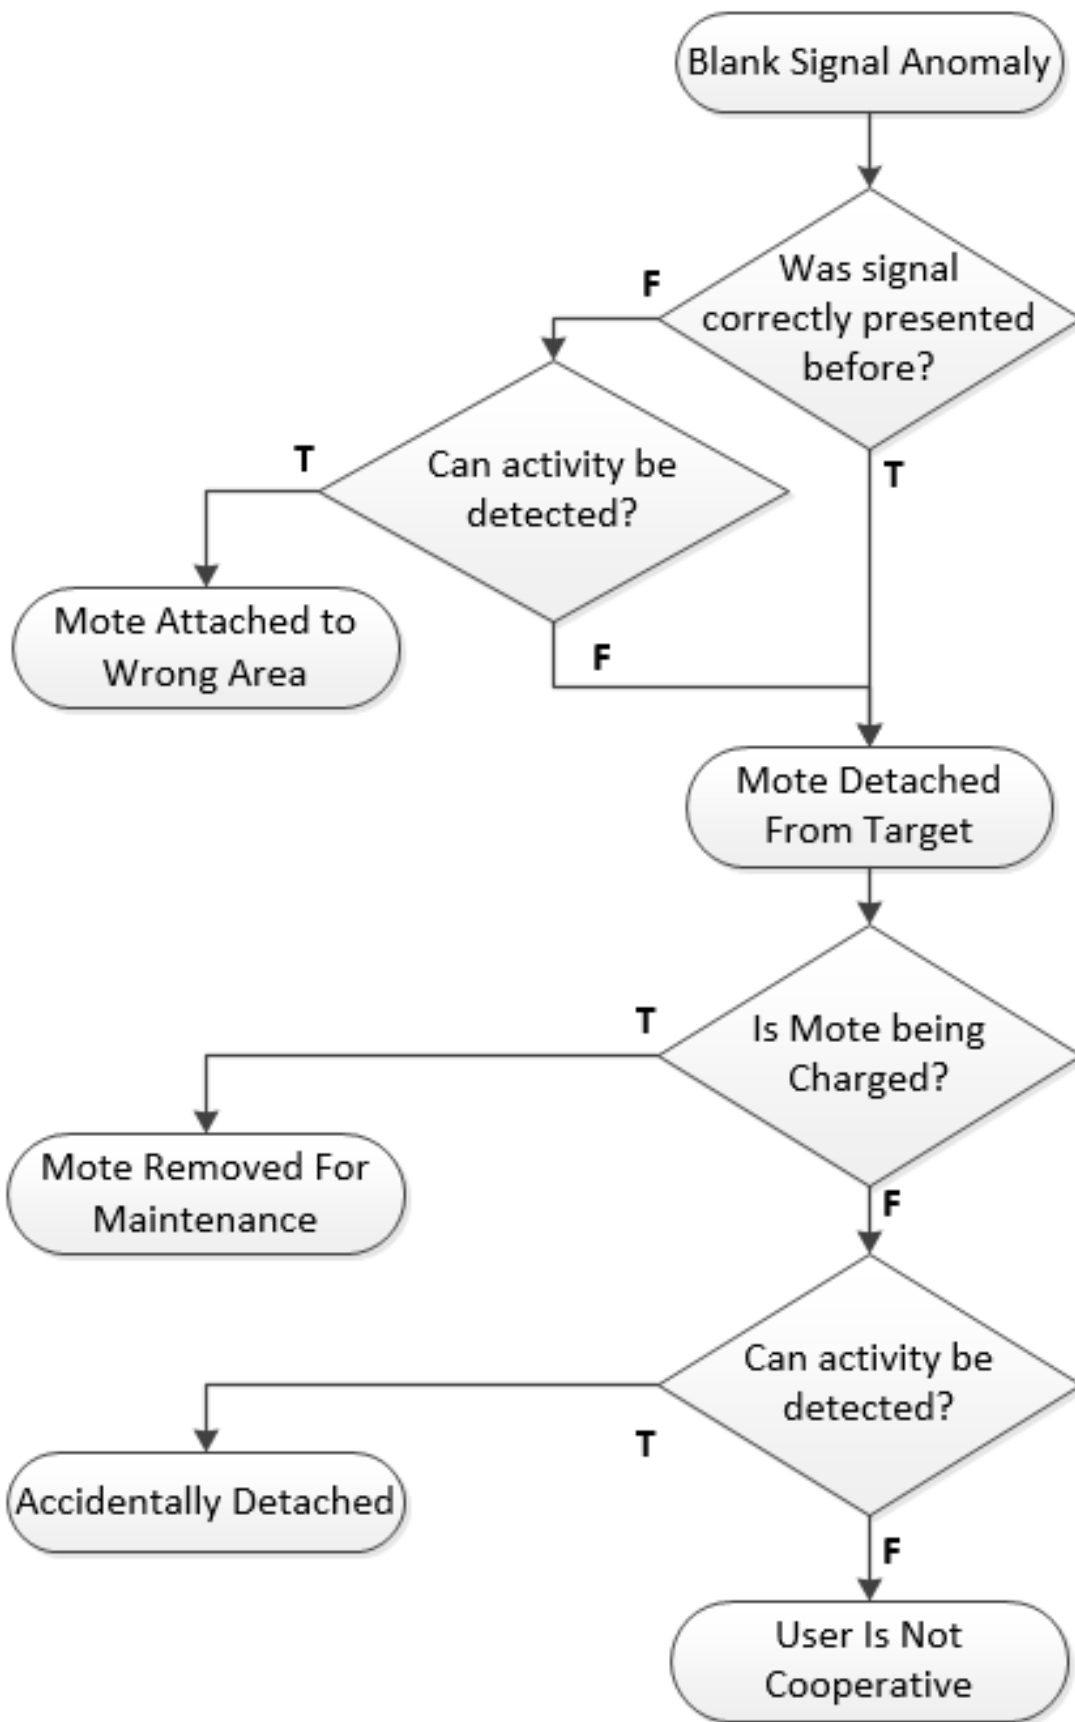 Blank Signal Anomaly
Was signal
correctly presented
before?
F
T
Can activity be
detected?
T
F
Mote Attached to
Wrong Area
Mote Detached
From Target
Is Mote being
Charged?
T
F
Mote Removed For
Maintenance
Can activity be
detected?
T
F
Accidentally Detached
User Is Not
Cooperative